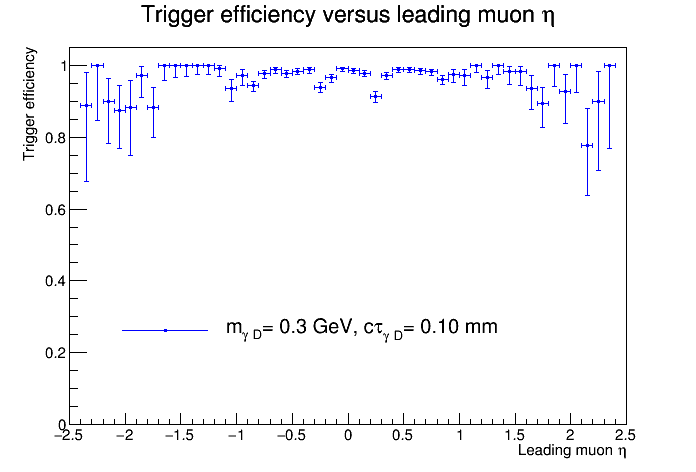 Trigger efficiency versus leading muon η
Trigger efficiency
1
0.8
0.6
0.4
0.2
0
mγ D= 0.3 GeV, cτγ D= 0.10 mm
−2.5 −2 −1.5 −1 −0.5 0 0.5 1 1.5 2 2.5
Leading muon η